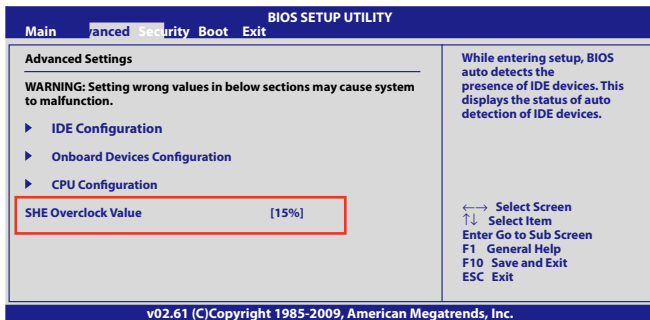 BIOS SETUP UTILITY
Main vanced Security Boot Exit
Advanced Settings
WARNING: Setting wrong values in below sections may cause system
to malfunction.
IDE Configuration
Onboard Devices Configuration
CPU Configuration
SHE Overclock Value [15%]
While entering setup, BIOS
auto detects the
presence of IDE devices. This
displays the status of auto
detection of IDE devices.
←→ Select Screen
↑↓ Select Item
Enter Go to Sub Screen
F1 General Help
F10 Save and Exit
ESC Exit
v02.61 (C)Copyright 1985-2009, American Megatrends, Inc.